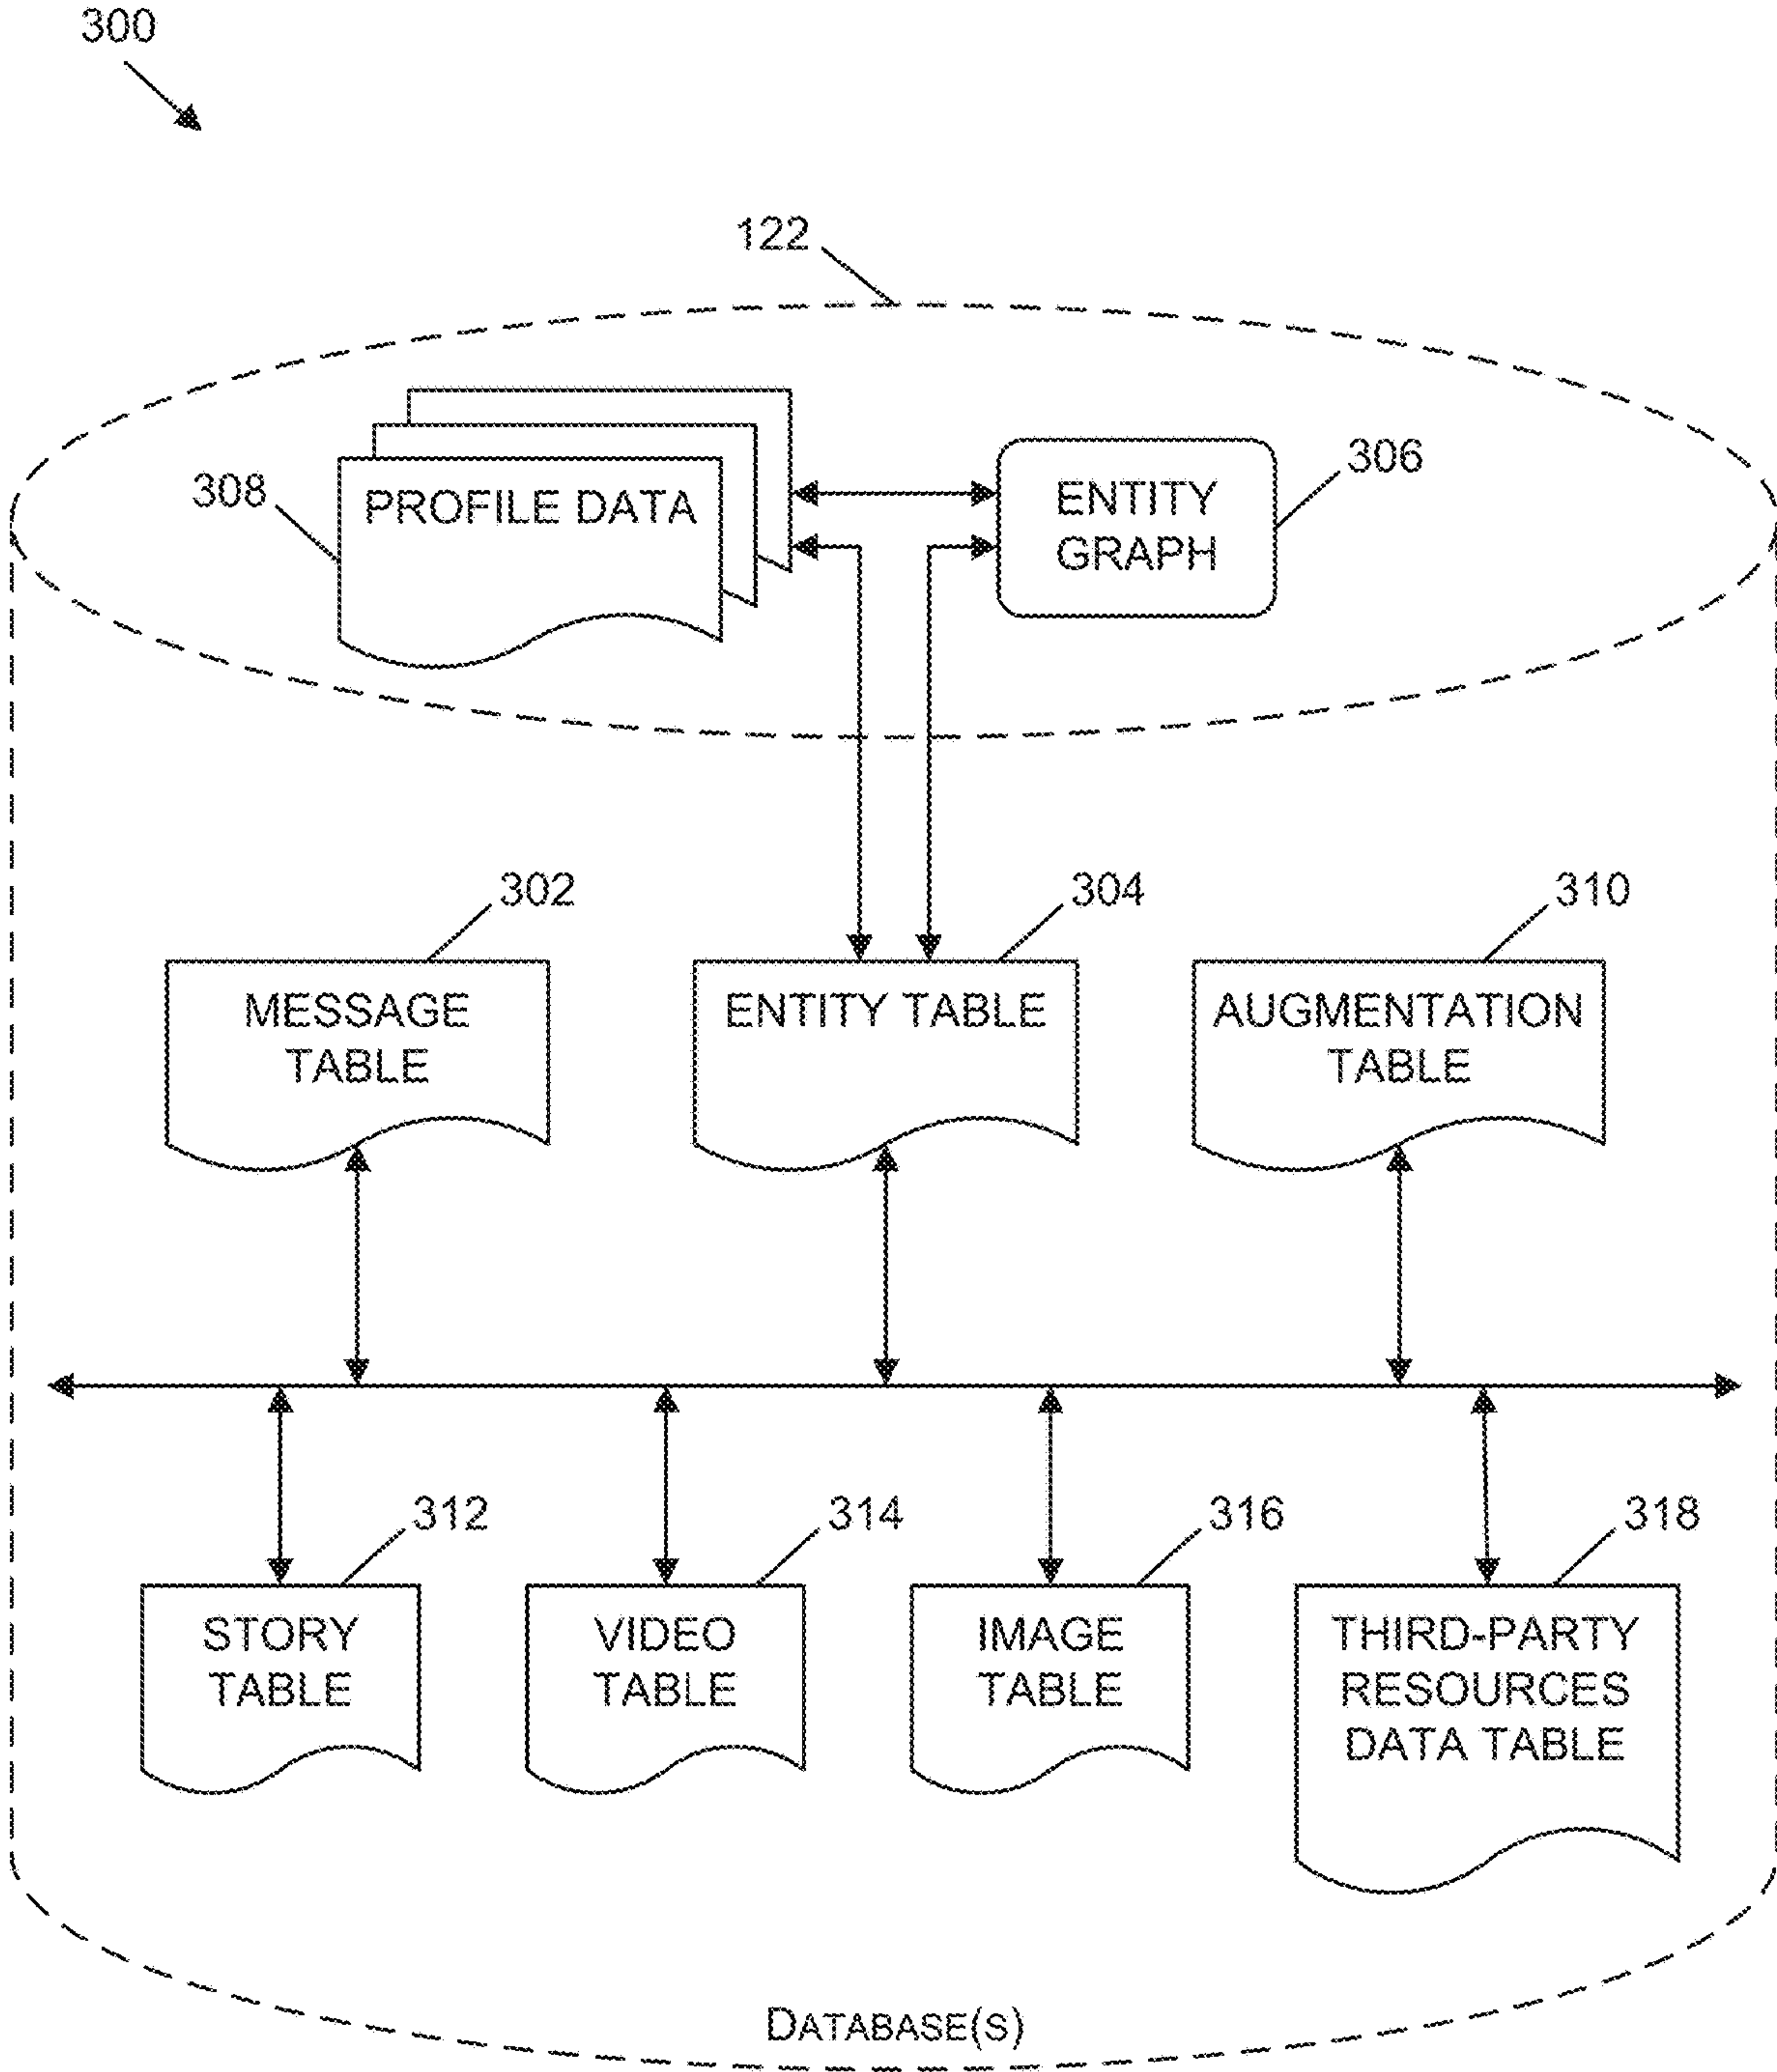 300
122
308
PROFILE DATA
ENTITY
GRAPH
306
302
304
310
MESSAGE
TABLE
ENTITY TABLE
AUGMENTATION
TABLE
312
314
316
318
STORY
TABLE
VIDEO
TABLE
IMAGE
TABLE
THIRD-PARTY
RESOURCES
DATA TABLE
DATABASE(S)